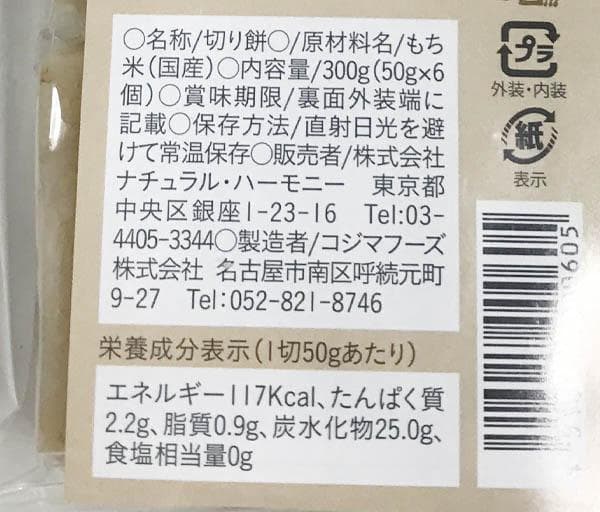 ○名称/切り餅○/原材料名/もち
米(国産)○内容量/300g(50g×6
個)○賞味期限/裏面外装端に
記載○保存方法/直射日光を避
けて常温保存○販売者/株式会社
ナチュラル・ハーモニー 東京都
中央区銀座1-23-16 Tel:03-
4405-3344○製造者/コジマフーズ
株式会社 名古屋市南区呼続元町
9-27 Tel:052-821-8746
栄養成分表示(1切50gあたり)
エネルギー117Kcal、たんぱく質
2.2g、脂質0.9g、炭水化物25.0g、
食塩相当量0g
プラ
外装・内装
紙
表示